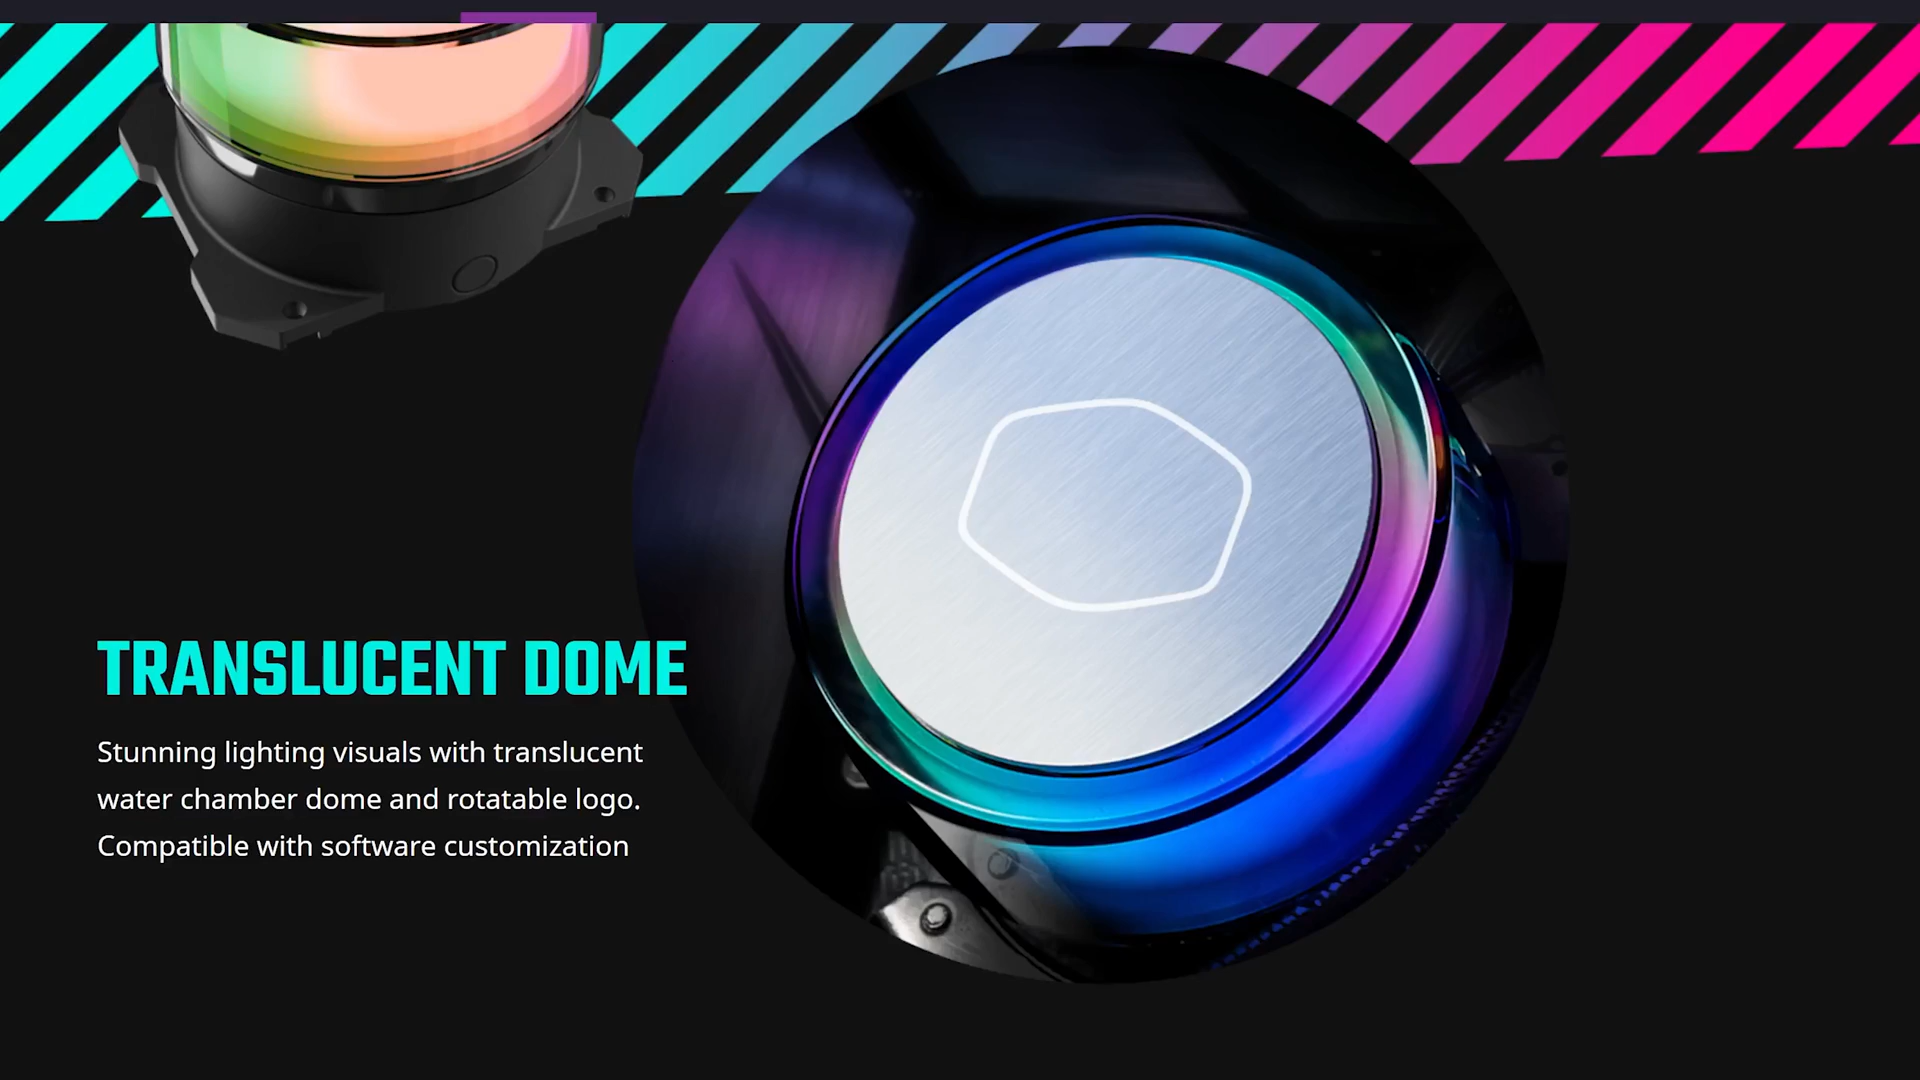 TRANSLUCENT DOME
Stunning lighting visuals with translucent
water chamber dome and rotatable logo.
Compatible with software customization